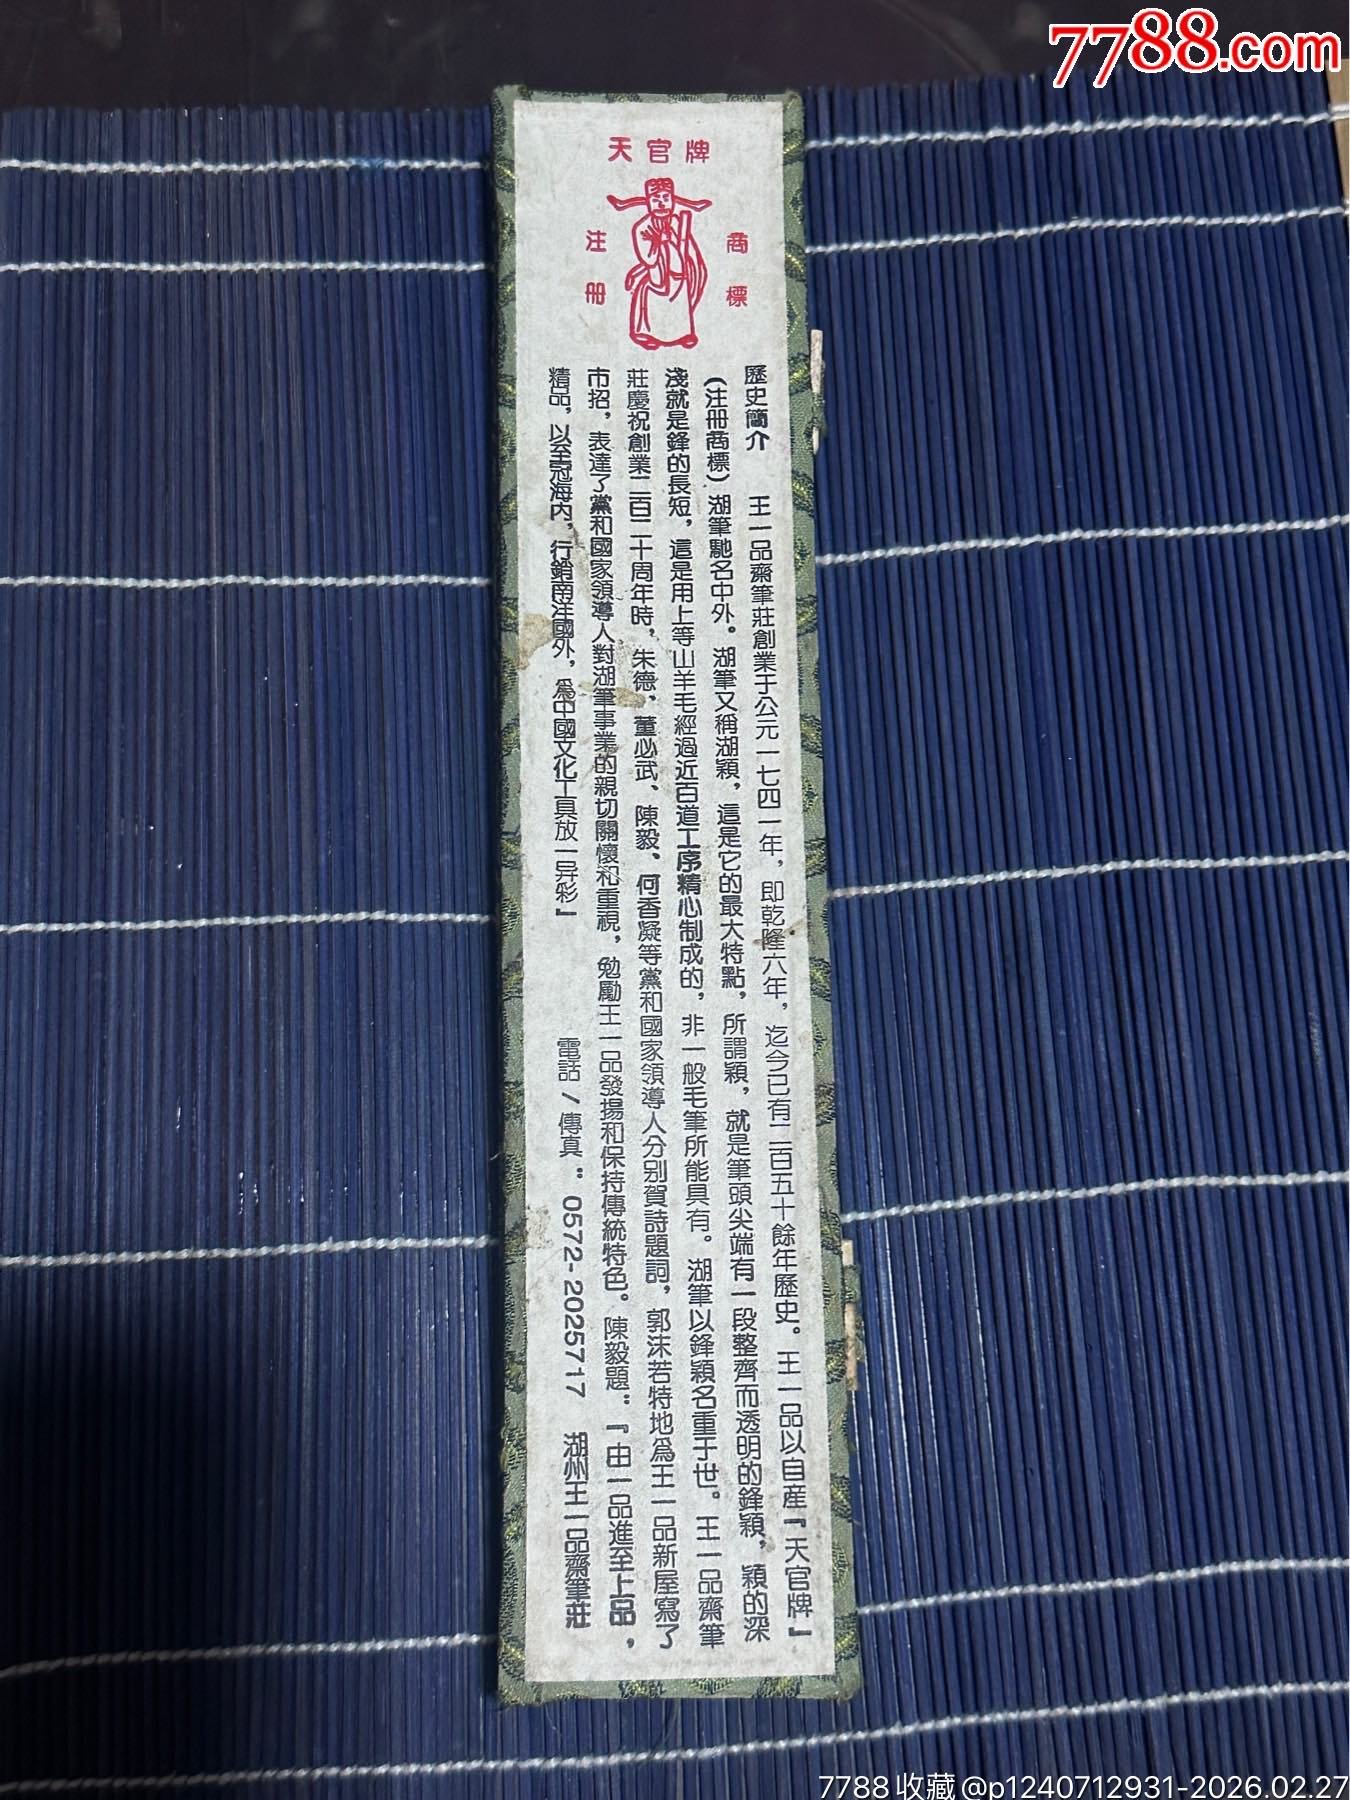 7788.com
天官牌
注册
商標
歷史簡介 王一品齋筆莊創業于公元一七四一年，即乾隆六年，迄今已有二百五十餘年歷史。王一品以自産『天官牌』
(注册商標)湖筆馳名中外。湖筆又稱湖穎，這是它的最大特點，所謂穎，就是筆頭尖端有一段整齊而透明的鋒穎，穎的深
淺就是鋒的長短，這是用上等山羊毛經過近百道工序精心制成的，非一般毛筆所能具有。湖筆以鋒穎名重于世。王一品齋筆
莊慶祝創業二百二十周年時，朱德、董必武、陳毅、何香凝等黨和國家領導人分别賀詩題詞，郭沫若特地爲王一品新屋寫了
市招，表達了黨和國家領導人對湖筆事業的親切關懷和重視，勉勵王一品發揚和保持傳統特色。陳毅題：『由一品進至上品，
精品，以至冠海内，行銷南洋國外，爲中國文化工具放一异彩』
電話/傳真：0572-2025717 湖州王一品齋筆莊
7788收藏@p1240712931-2026.02.27